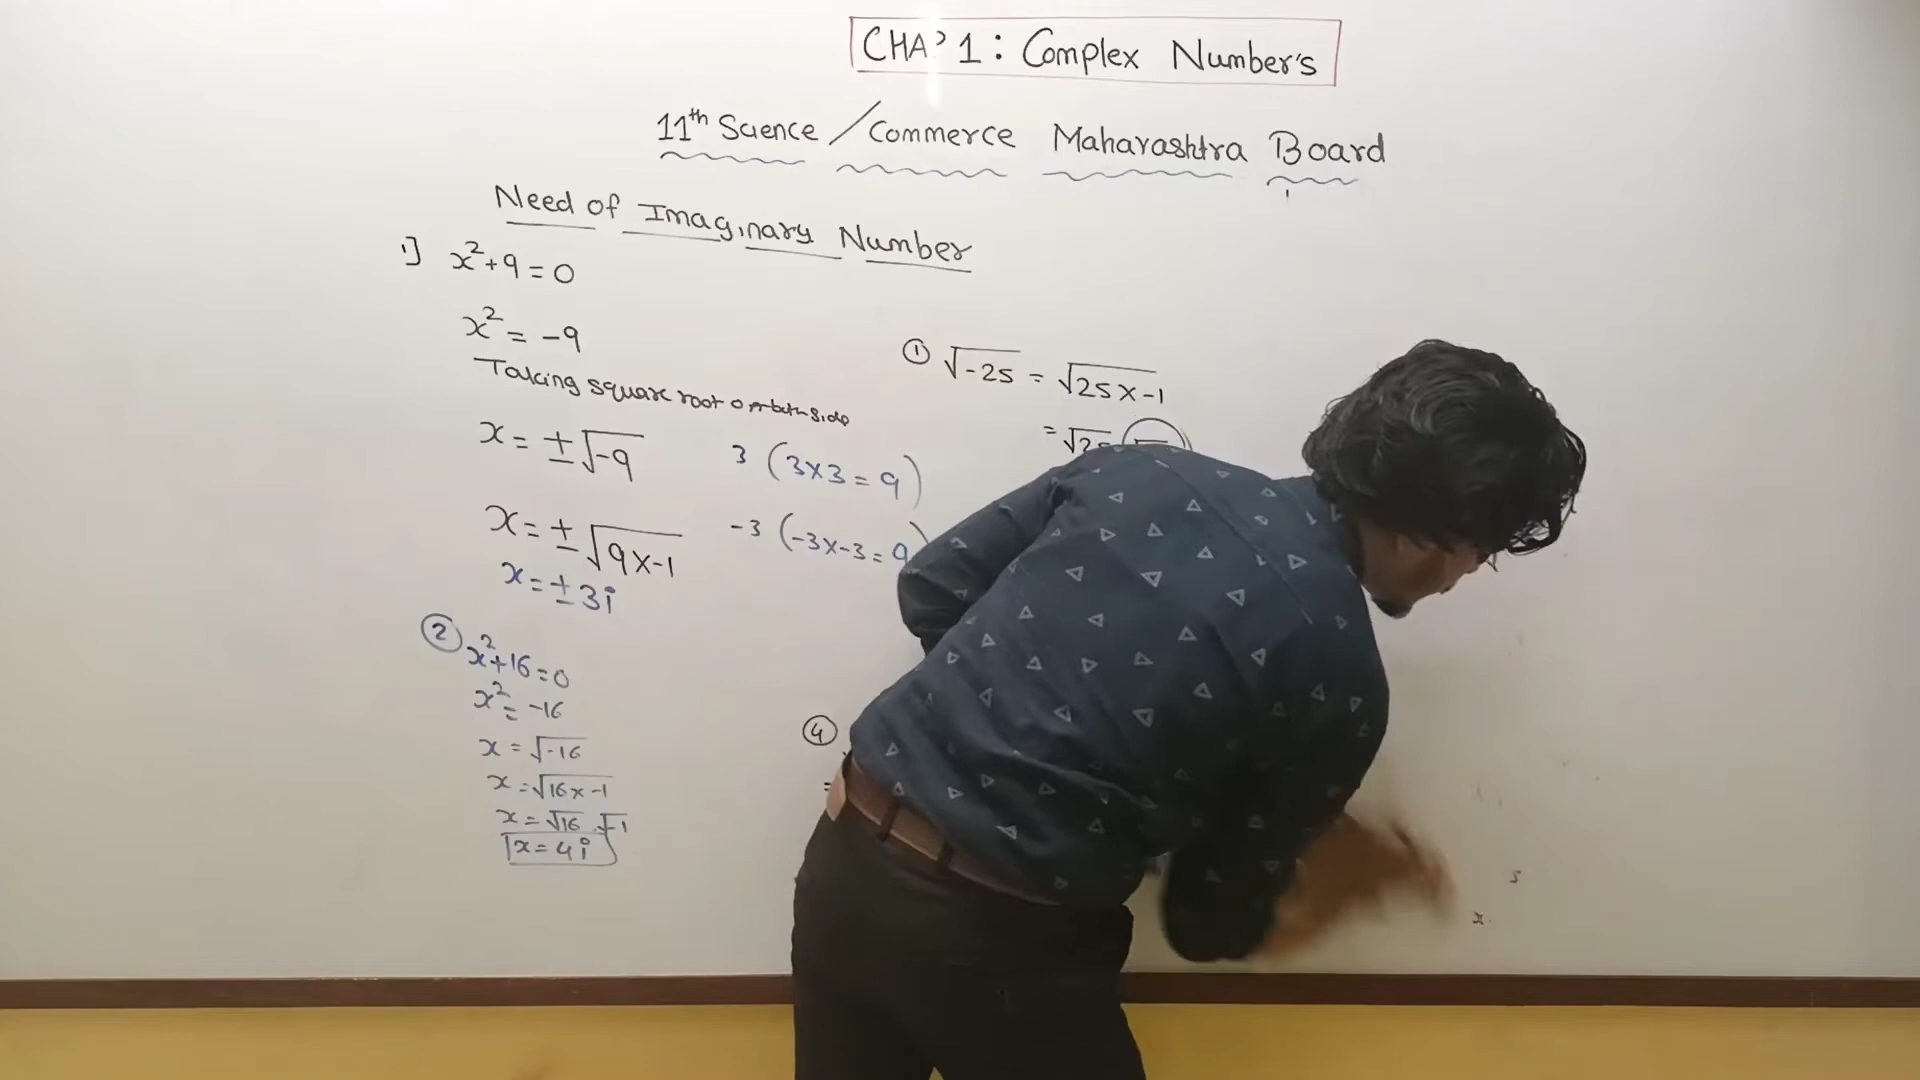 CHAP 1 : Complex Number's
11th Science / Commerce Maharashtra Board
Need of Imaginary Number
1] x²+9=0
x² = -9
Taking square root on both side
x = ±√-9
3 (3x3=9)
x = ±√9x-1
-3 (-3x-3=9
x = ±3i
② x²+16=0
x² = -16
x = √-16
x = √16x-1
x = √16 . √-1
x = 4i
① √-25 = √25x-1
= √2
④
=
5
x